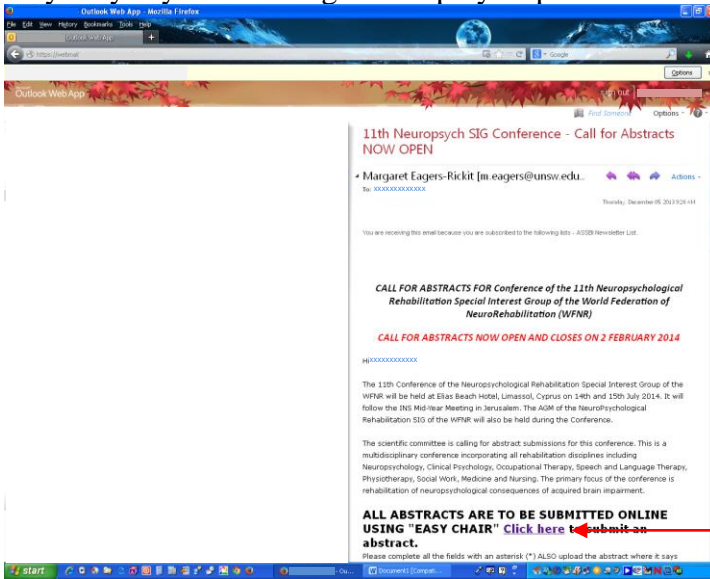 Outlook Web App - Mozilla Firefox
File Edit View History Bookmarks Tools Help
Outlook Web App +
https://webmail
Google
Options
Outlook Web App
sign out
Find Someone Options
11th Neuropsych SIG Conference - Call for Abstracts
NOW OPEN
Margaret Eagers-Rickit [m.eagers@unsw.edu... Actions
To: XXXXXXXXXXXXX
Thursday, December 05, 2013 9:28 AM
You are receiving this email because you are subscribed to the following lists - ASSBI Newsletter List.
CALL FOR ABSTRACTS FOR Conference of the 11th Neuropsychological
Rehabilitation Special Interest Group of the World Federation of
NeuroRehabilitation (WFNR)
CALL FOR ABSTRACTS NOW OPEN AND CLOSES ON 2 FEBRUARY 2014
Hi XXXXXXXXXXXX
The 11th Conference of the Neuropsychological Rehabilitation Special Interest Group of the
WFNR will be held at Elias Beach Hotel, Limassol, Cyprus on 14th and 15th July 2014. It will
follow the INS Mid-Year Meeting in Jerusalem. The AGM of the NeuroPsychological
Rehabilitation SIG of the WFNR will also be held during the Conference.
The scientific committee is calling for abstract submissions for this conference. This is a
multidisciplinary conference incorporating all rehabilitation disciplines including
Neuropsychology, Clinical Psychology, Occupational Therapy, Speech and Language Therapy,
Physiotherapy, Social Work, Medicine and Nursing. The primary focus of the conference is
rehabilitation of neuropsychological consequences of acquired brain impairment.
ALL ABSTRACTS ARE TO BE SUBMITTED ONLINE
USING "EASY CHAIR" Click here to submit an
abstract.
Please complete all the fields with an asterisk (*) ALSO upload the abstract where it says
start
- Ou...
Document1 [Compati...